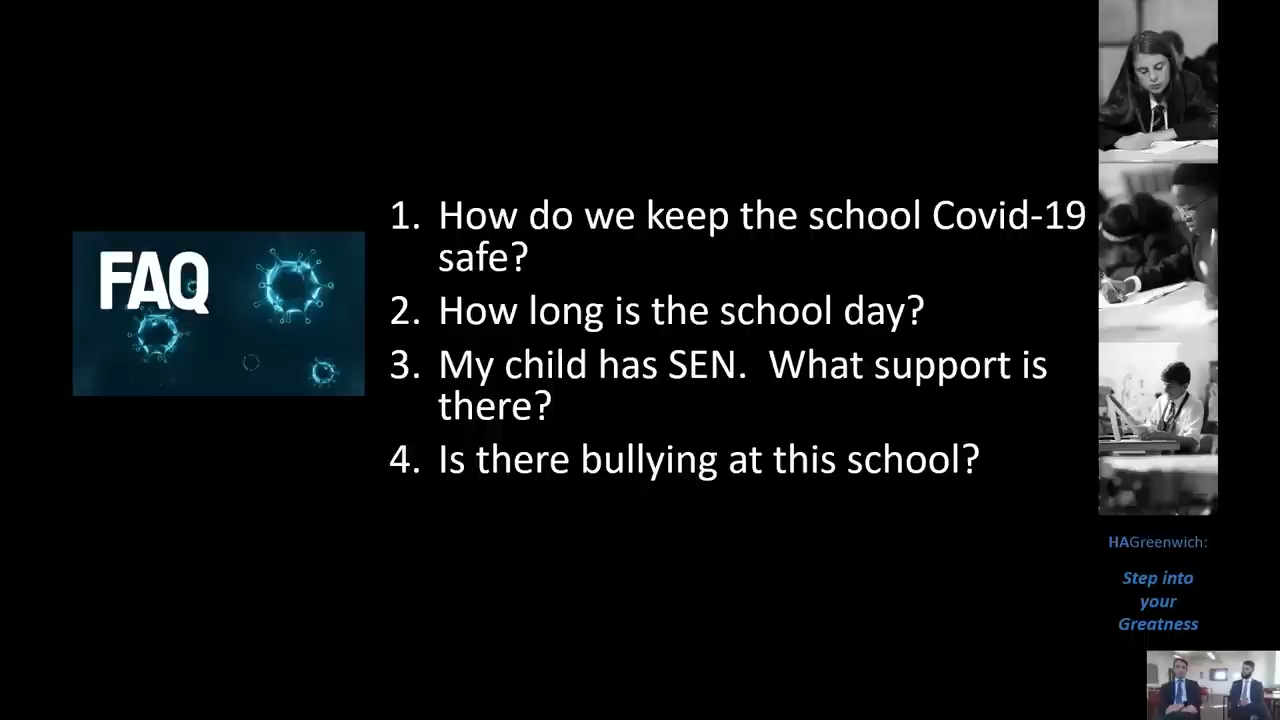 FAQ
1. How do we keep the school Covid-19
safe?
2. How long is the school day?
3. My child has SEN.  What support is
there?
4. Is there bullying at this school?
HAGreenwich:
Step into
your
Greatness